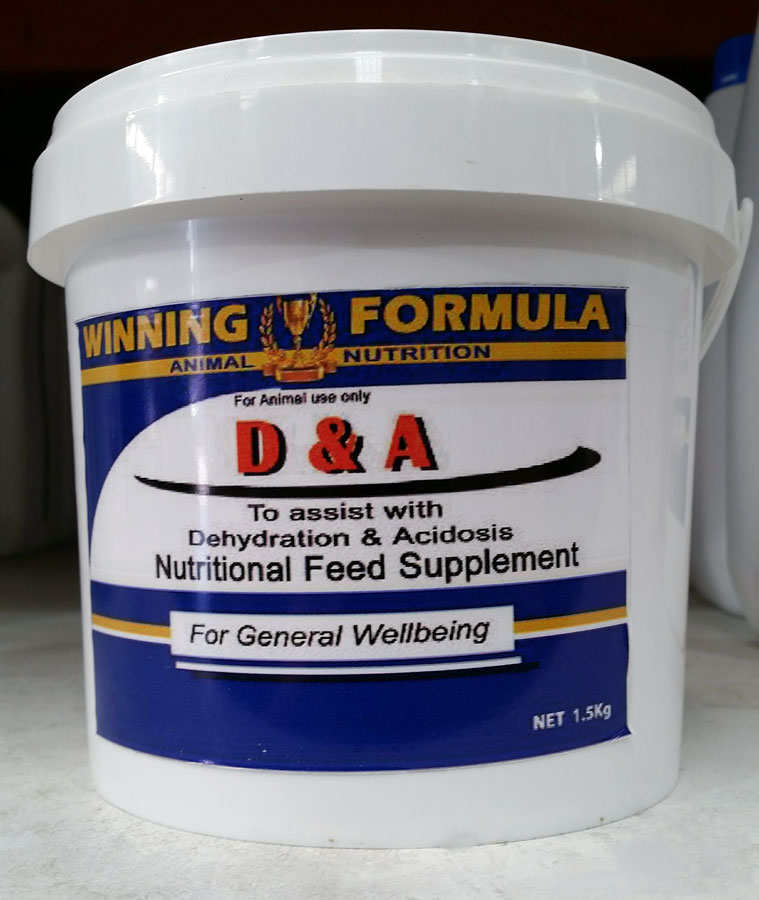 WINNING FORMULA
ANIMAL NUTRITION
For Animal use only
D & A
To assist with
Dehydration & Acidosis
Nutritional Feed Supplement
For General Wellbeing
NET 1.5Kg